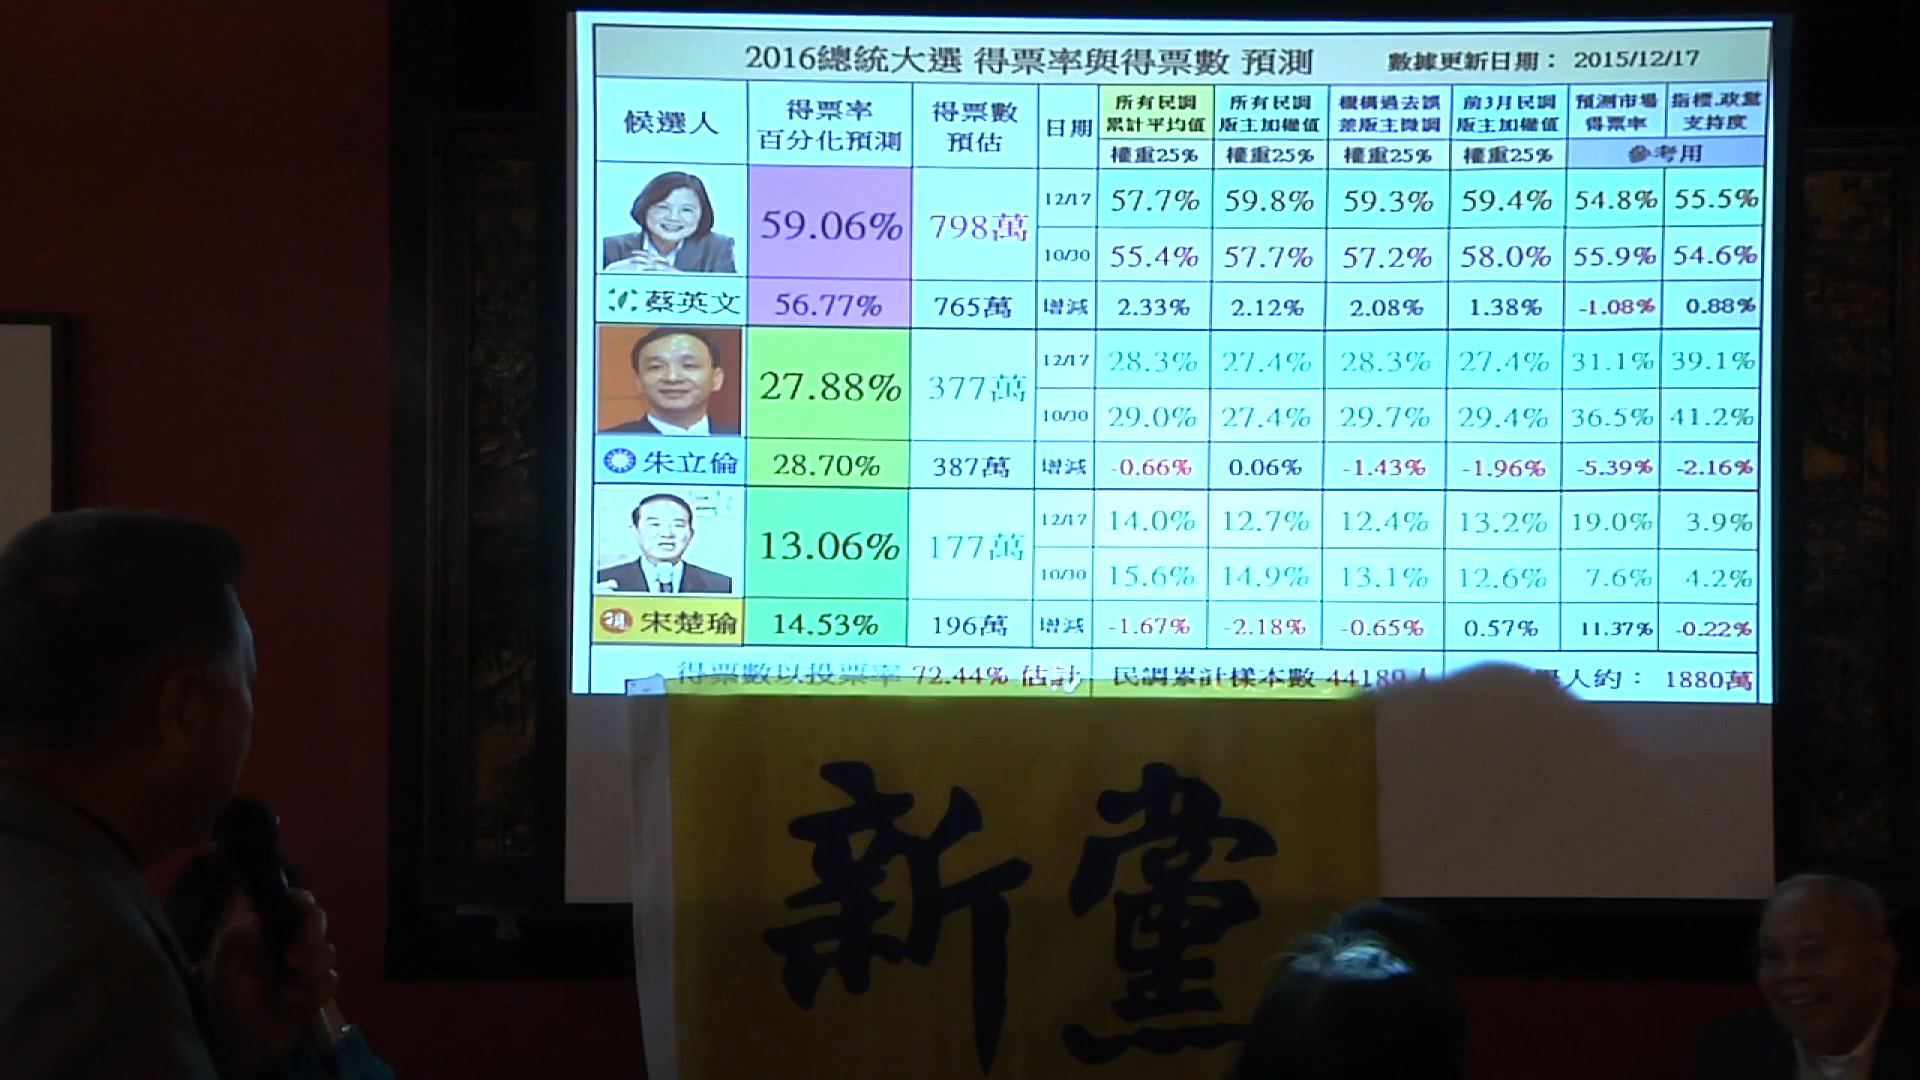 2016總統大選 得票率與得票數 預測 數據更新日期： 2015/12/17
候選人 得票率 百分化預測 得票數 預估 日期 所有民調 累計平均值 所有民調 版主加權值 機構過去誤 差版主微調 前3月民調 版主加權值 預測市場 得票率 指標.政黨 支持度
權重25% 權重25% 權重25% 權重25% 參考用
59.06% 798萬 12/17 57.7% 59.8% 59.3% 59.4% 54.8% 55.5%
10/30 55.4% 57.7% 57.2% 58.0% 55.9% 54.6%
蔡英文 56.77% 765萬 增減 2.33% 2.12% 2.08% 1.38% -1.08% 0.88%
27.88% 377萬 12/17 28.3% 27.4% 28.3% 27.4% 31.1% 39.1%
10/30 29.0% 27.4% 29.7% 29.4% 36.5% 41.2%
朱立倫 28.70% 387萬 增減 -0.66% 0.06% -1.43% -1.96% -5.39% -2.16%
13.06% 177萬 12/17 14.0% 12.7% 12.4% 13.2% 19.0% 3.9%
10/30 15.6% 14.9% 13.1% 12.6% 7.6% 4.2%
宋楚瑜 14.53% 196萬 增減 -1.67% -2.18% -0.65% 0.57% 11.37% -0.22%
得票數以投票率 72.44% 估計 民調累計樣本數 44189人 人約： 1880萬
新黨